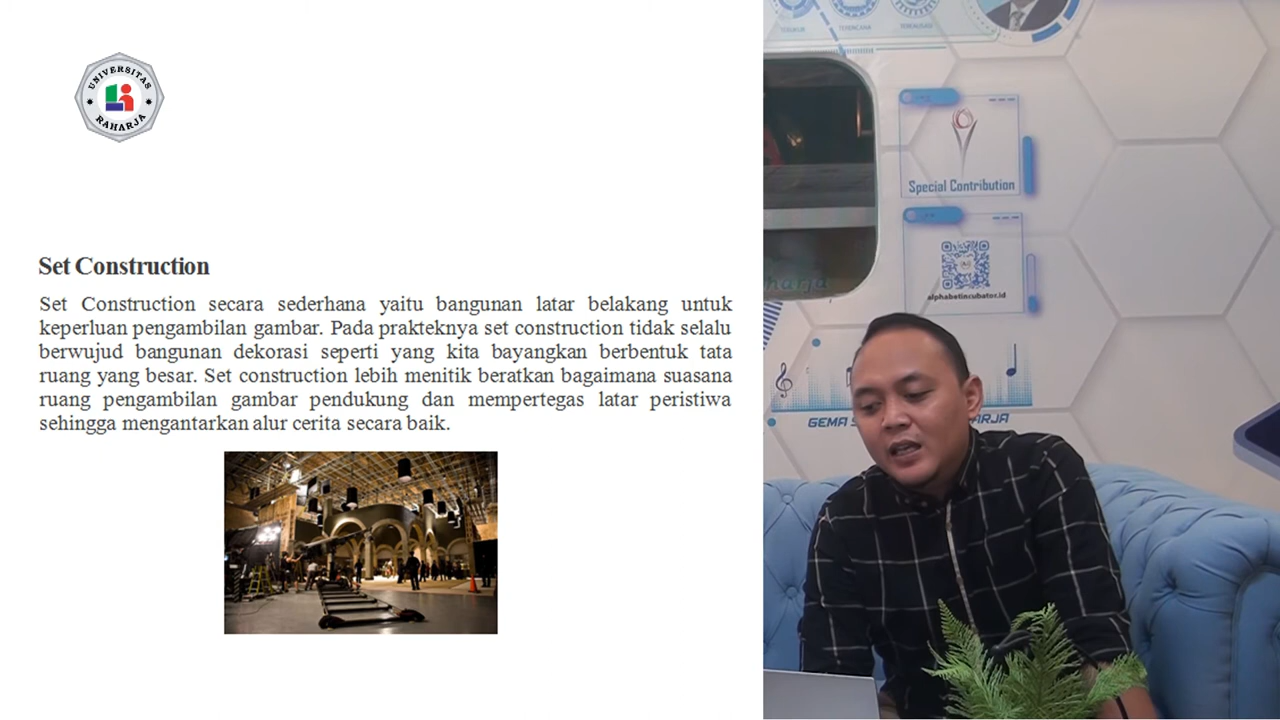 UNIVERSITAS
RAHARJA
Set Construction
Set Construction secara sederhana yaitu bangunan latar belakang untuk
keperluan pengambilan gambar. Pada prakteknya set construction tidak selalu
berwujud bangunan dekorasi seperti yang kita bayangkan berbentuk tata
ruang yang besar. Set construction lebih menitik beratkan bagaimana suasana
ruang pengambilan gambar pendukung dan mempertegas latar peristiwa
sehingga mengantarkan alur cerita secara baik.
TERUKUR
TERENCANA
Special Contribution
alphabetincubator.id
GEMA